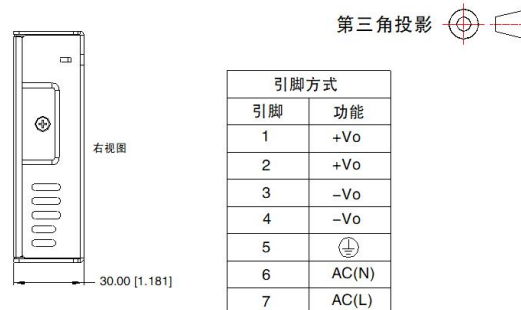 第三角投影
右视图
30.00 [1.181]
引脚方式
引脚 功能
1 +Vo
2 +Vo
3 −Vo
4 −Vo
5
6 AC(N)
7 AC(L)